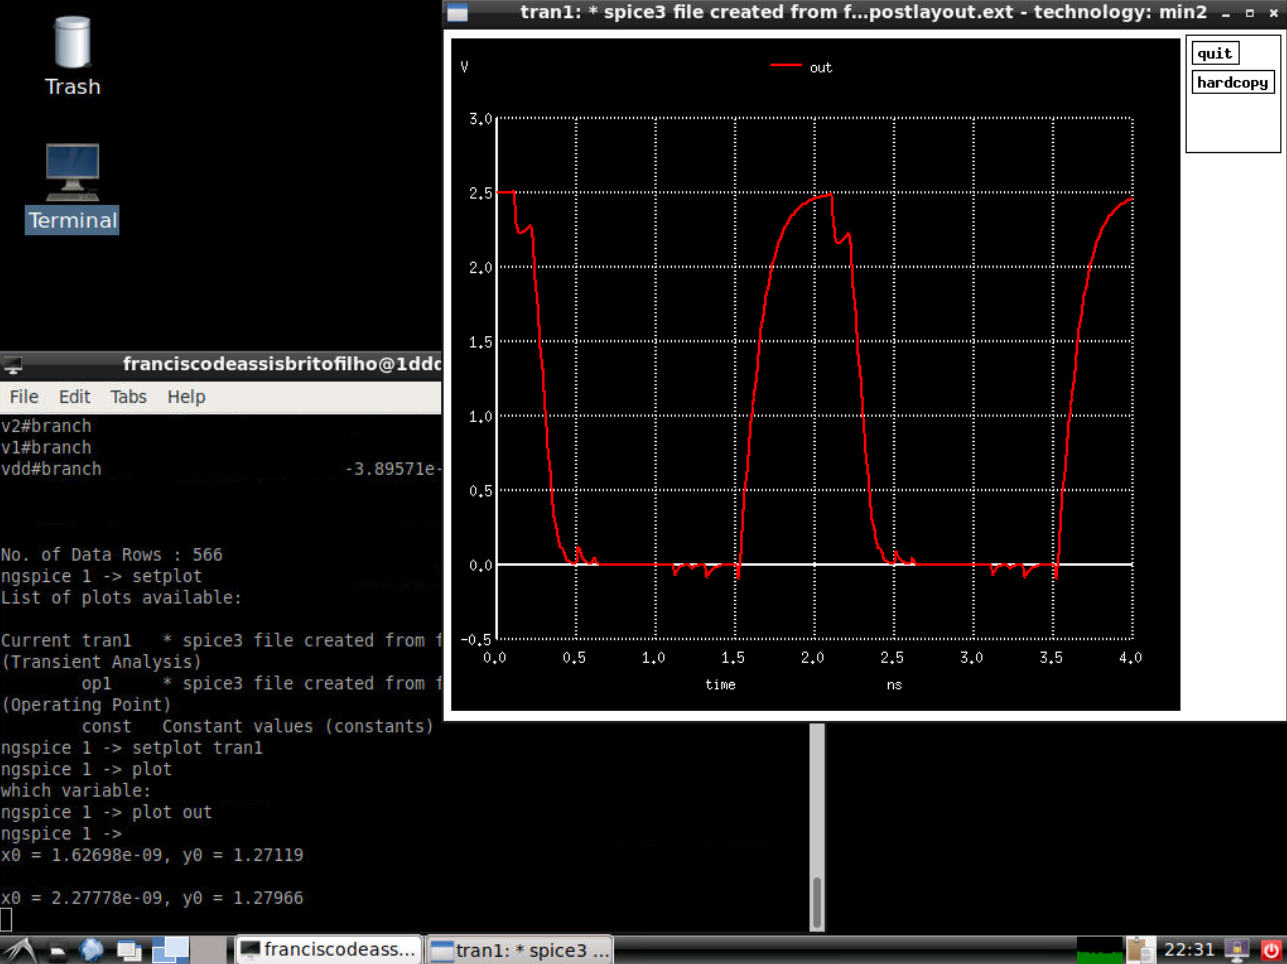 Trash
Terminal
tran1: * spice3 file created from f...postlayout.ext - technology: min2
quit
hardcopy
V
out
3.0
2.5
2.0
1.5
1.0
0.5
0.0
-0.5
0.0 0.5 1.0 1.5 2.0 2.5 3.0 3.5 4.0
time ns
franciscodeassisbritofilho@1ddd
File Edit Tabs Help
v2#branch
v1#branch
vdd#branch -3.89571e-
No. of Data Rows : 566
ngspice 1 -> setplot
List of plots available:
Current tran1 * spice3 file created from f
(Transient Analysis)
op1 * spice3 file created from f
(Operating Point)
const Constant values (constants)
ngspice 1 -> setplot tran1
ngspice 1 -> plot
which variable:
ngspice 1 -> plot out
ngspice 1 ->
x0 = 1.62698e-09, y0 = 1.27119
x0 = 2.27778e-09, y0 = 1.27966
franciscodeass...
tran1: * spice3 ...
22:31